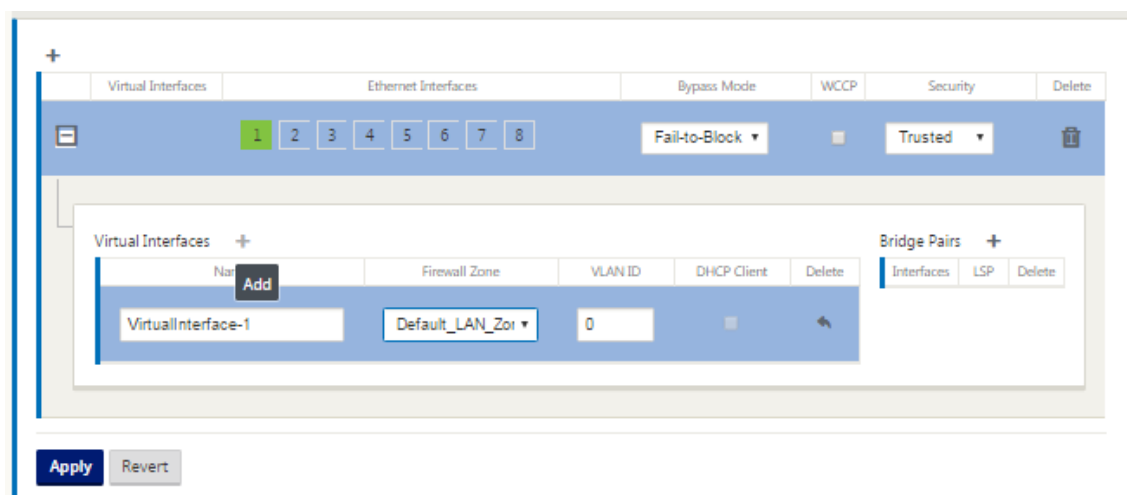 +
Virtual Interfaces Ethernet Interfaces Bypass Mode WCCP Security Delete
1 2 3 4 5 6 7 8 Fail-to-Block Trusted
Virtual Interfaces + Bridge Pairs +
Firewall Zone VLAN ID DHCP Client Delete Interfaces LSP Delete
Add
VirtualInterface-1 Default_LAN_Zo 0
Apply Revert